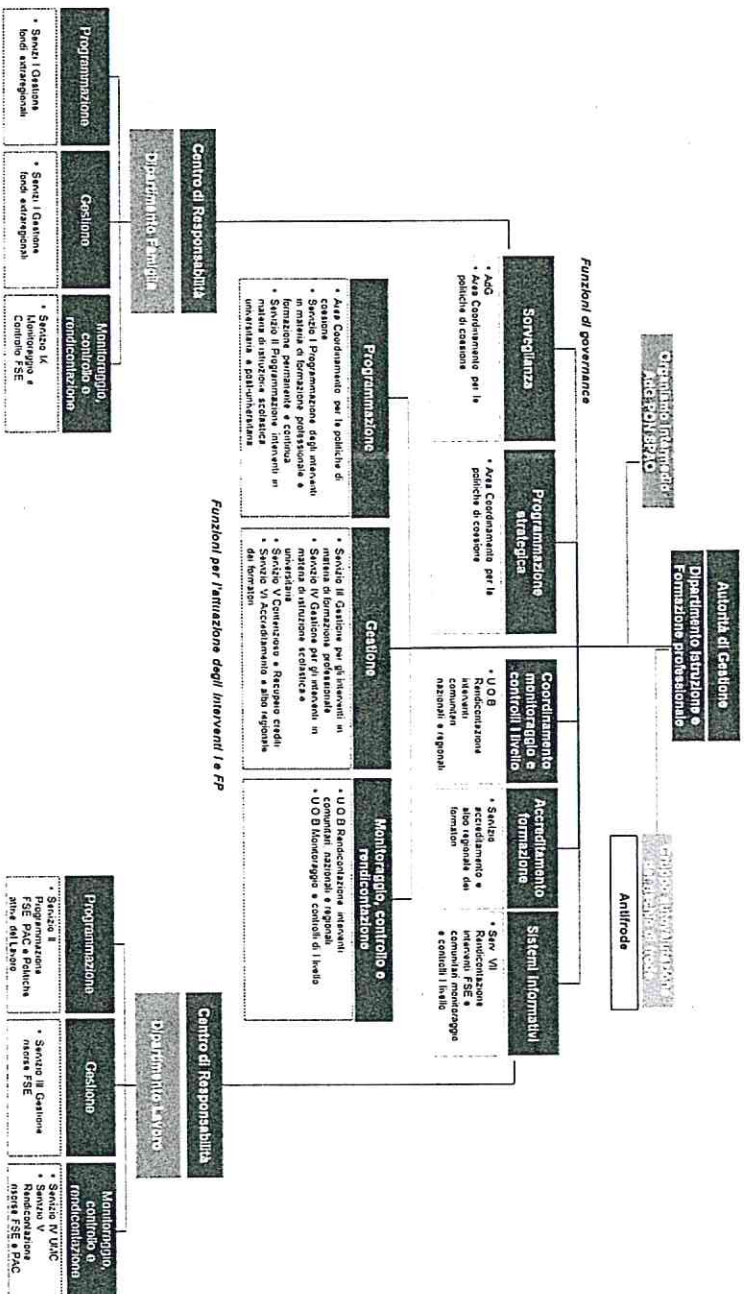 Autorità di Gestione
Dipartimento Istruzione e
Formazione professionale
Organismo Intermedio
AdG PON SPAO
Antifrode
Funzioni di governance
Sorveglianza
• AdG
• Area Coordinamento per le
politiche di coesione
Programmazione
strategica
• Area Coordinamento per le
politiche di coesione
Coordinamento
monitoraggio e
controlli I livello
• U O B
Rendicontazione
interventi
comunitari
nazionali e regionali
Accreditamento
formazione
• Servizio
accreditamento e
albo regionale dei
formatori
Sistemi informativi
• Serv VII
Rendicontazione
interventi FSE e
comunitari monitoraggio
e controlli I livello
Programmazione
• Area Coordinamento per le politiche di
coesione
• Servizio I Programmazione degli interventi
in materia di formazione professionale e
formazione permanente e continua
• Servizio II Programmazione interventi in
materia di istruzione scolastica
universitaria e post-universitaria
Gestione
• Servizio III Gestione per gli interventi in
materia di formazione professionale
• Servizio IV Gestione per gli interventi in
materia di istruzione scolastica e
universitaria
• Servizio V Contenzioso e Recupero crediti
• Servizio VI Accreditamento e albo regionale
dei formatori
Monitoraggio, controllo e
rendicontazione
• U O B Rendicontazione interventi
comunitari nazionali e regionali
• U O B Monitoraggio e controlli di I livello
Funzioni per l'attrazione degli interventi I e FP
Centro di Responsabilità
Dipartimento Famiglia
Programmazione
• Servizi I Gestione
fondi extraregionali
Gestione
• Servizi I Gestione
fondi extraregionali
Monitoraggio,
controllo e
rendicontazione
• Servizio IX
Monitoraggio e
Controllo FSE
Centro di Responsabilità
Dipartimento Lavoro
Programmazione
• Servizio II
Programmazione
FSE PAC e Politiche
attive del Lavoro
Gestione
• Servizio III Gestione
risorse FSE
Monitoraggio,
controllo e
rendicontazione
• Servizio IV UMC
• Servizio V
Rendicontazione
risorse FSE e PAC